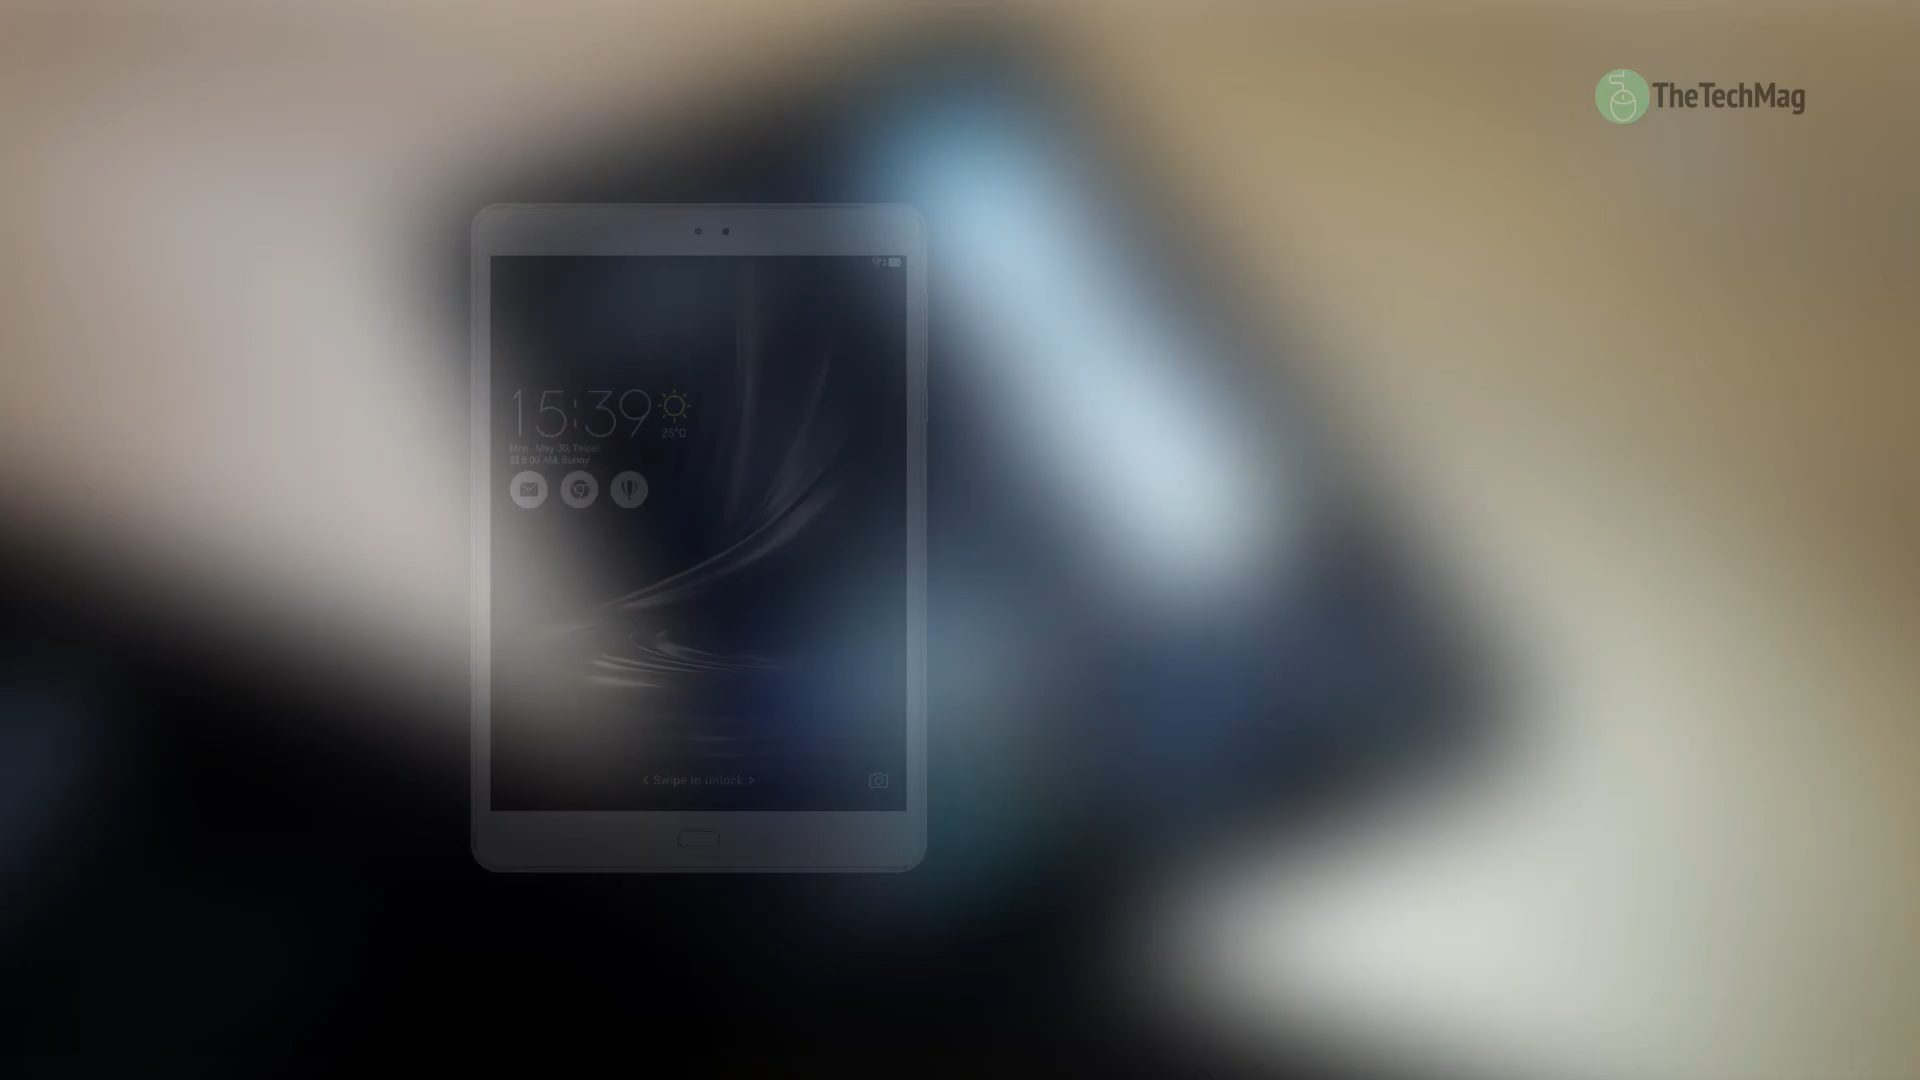 TheTechMag
15:39
25°C
Mon, May 30, Taipei
8:00 AM, Sunny
< Swipe to unlock >